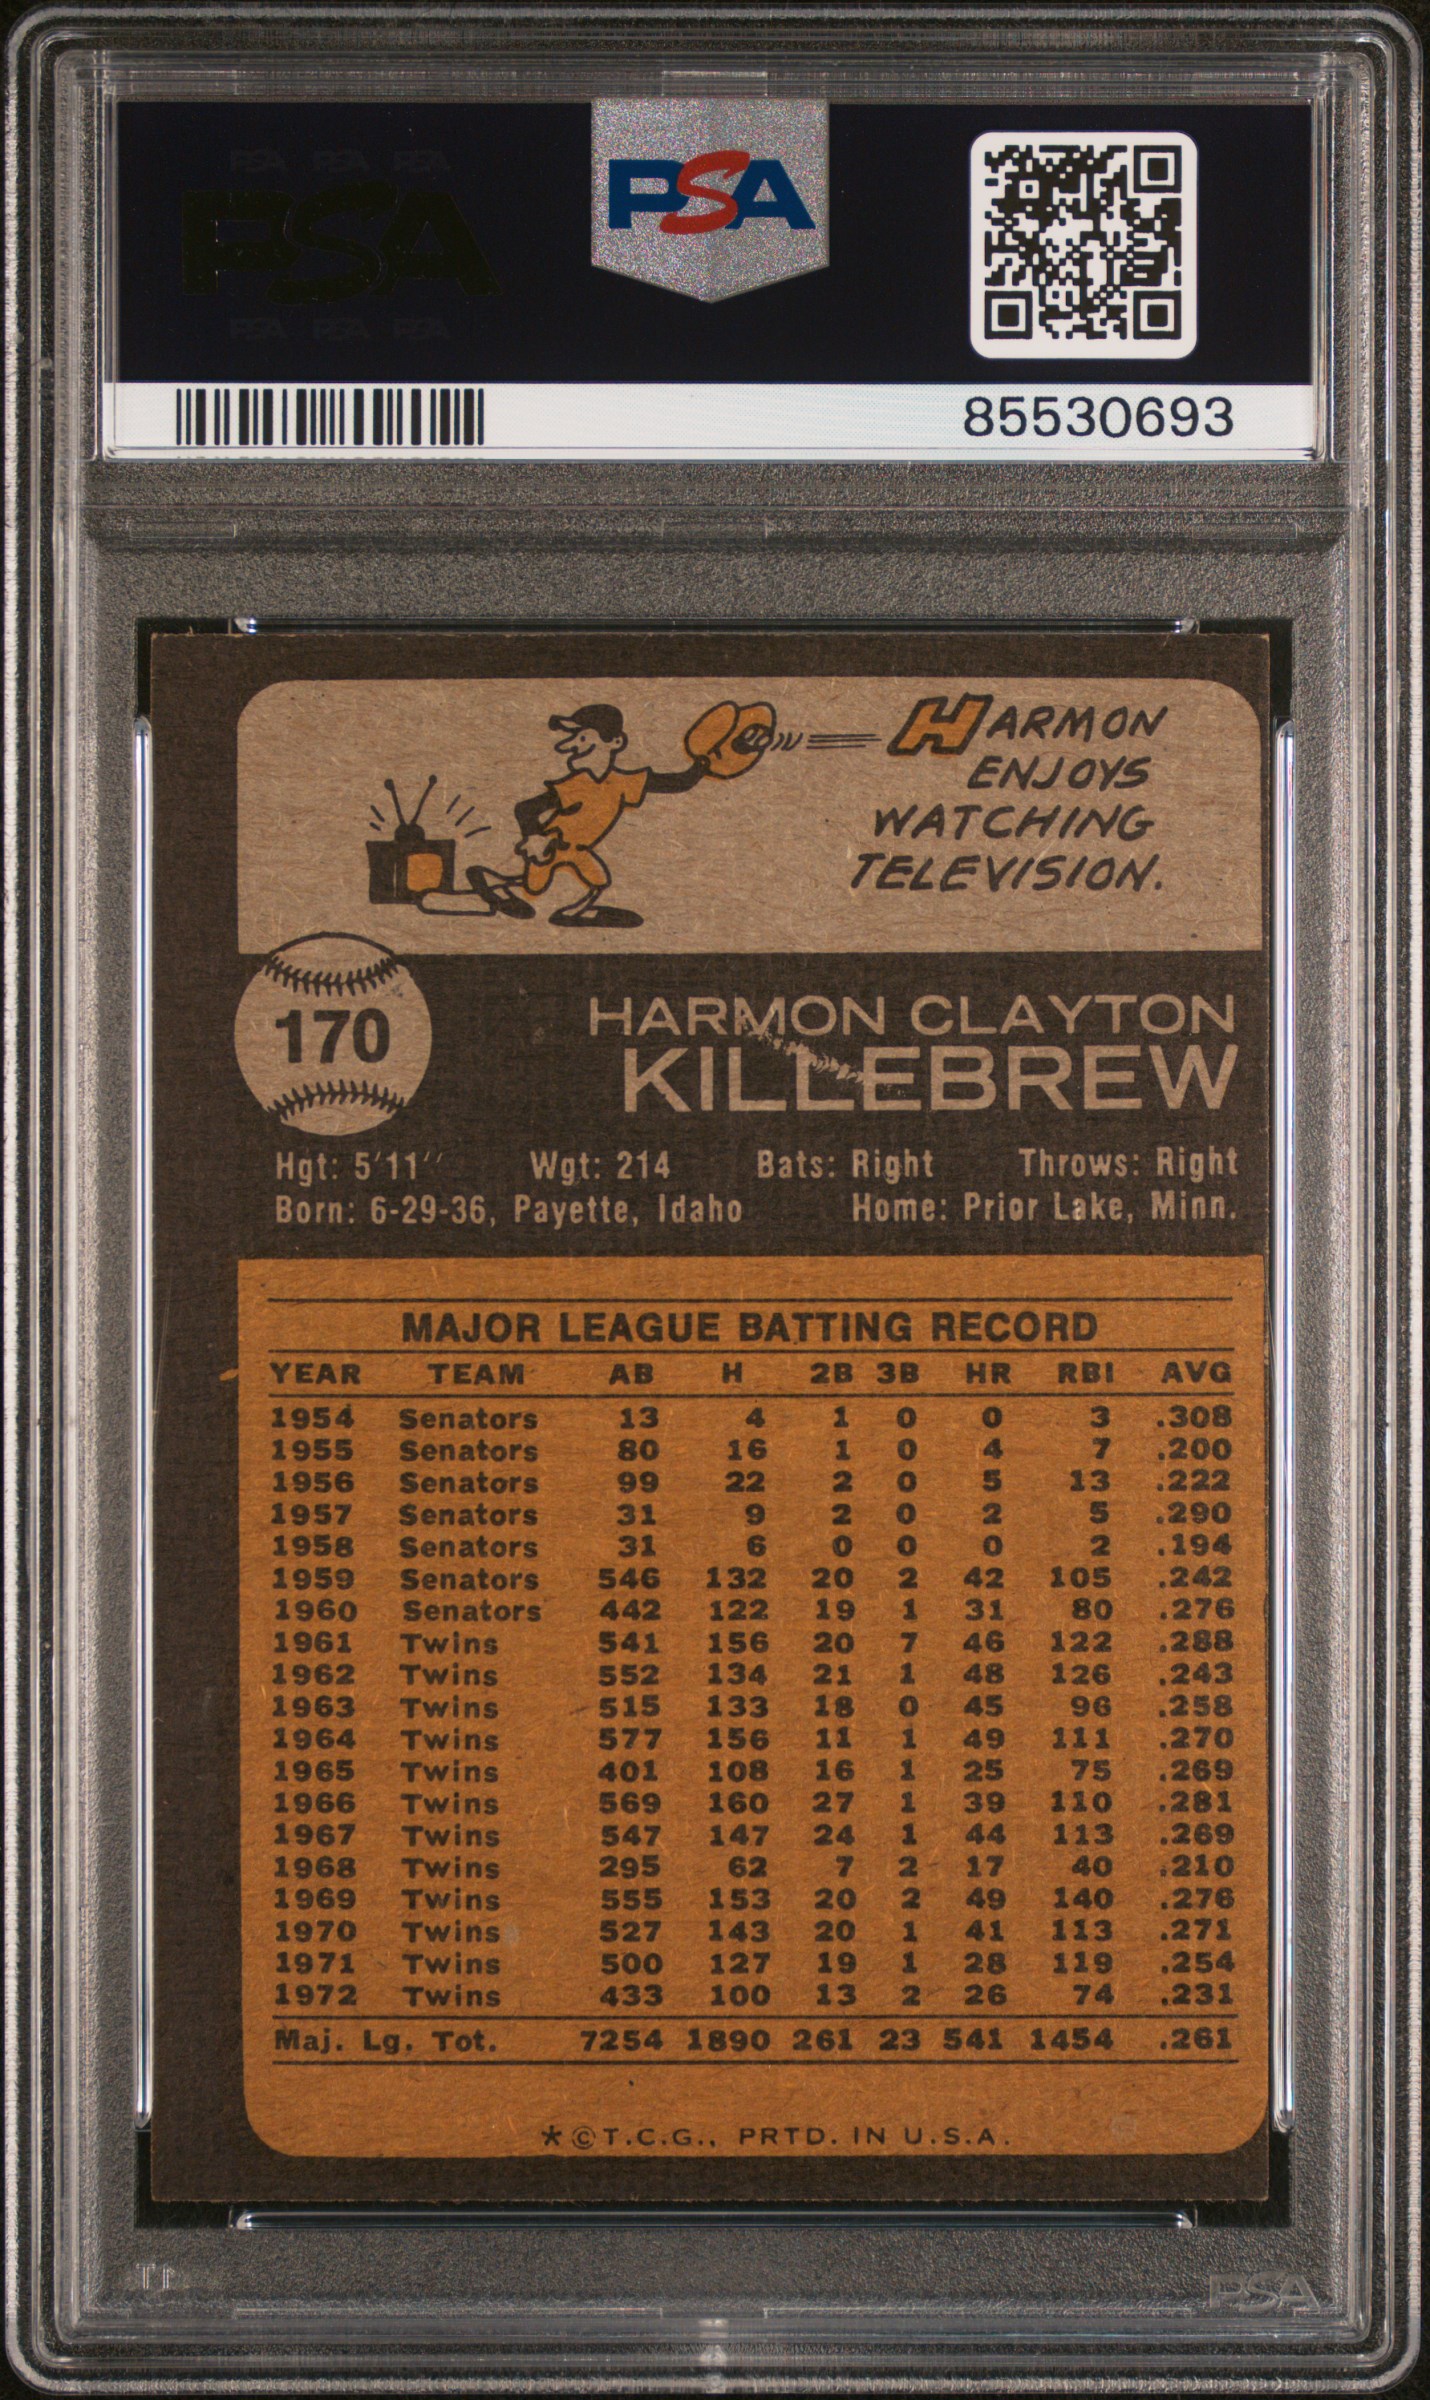 PSA PSA PSA
PSA
PSA PSA PSA
PSA
85530693
HARMON
ENJOYS
WATCHING
TELEVISION.
170
HARMON CLAYTON
KILLEBREW
Hgt: 5'11'' Wgt: 214 Bats: Right Throws: Right
Born: 6-29-36, Payette, Idaho Home: Prior Lake, Minn.
MAJOR LEAGUE BATTING RECORD
YEAR TEAM AB H 2B 3B HR RBI AVG
1954 Senators 13 4 1 0 0 3 .308
1955 Senators 80 16 1 0 4 7 .200
1956 Senators 99 22 2 0 5 13 .222
1957 Senators 31 9 2 0 2 5 .290
1958 Senators 31 6 0 0 0 2 .194
1959 Senators 546 132 20 2 42 105 .242
1960 Senators 442 122 19 1 31 80 .276
1961 Twins 541 156 20 7 46 122 .288
1962 Twins 552 134 21 1 48 126 .243
1963 Twins 515 133 18 0 45 96 .258
1964 Twins 577 156 11 1 49 111 .270
1965 Twins 401 108 16 1 25 75 .269
1966 Twins 569 160 27 1 39 110 .281
1967 Twins 547 147 24 1 44 113 .269
1968 Twins 295 62 7 2 17 40 .210
1969 Twins 555 153 20 2 49 140 .276
1970 Twins 527 143 20 1 41 113 .271
1971 Twins 500 127 19 1 28 119 .254
1972 Twins 433 100 13 2 26 74 .231
Maj. Lg. Tot. 7254 1890 261 23 541 1454 .261
*©T.C.G., PRTD. IN U.S.A.
PSA